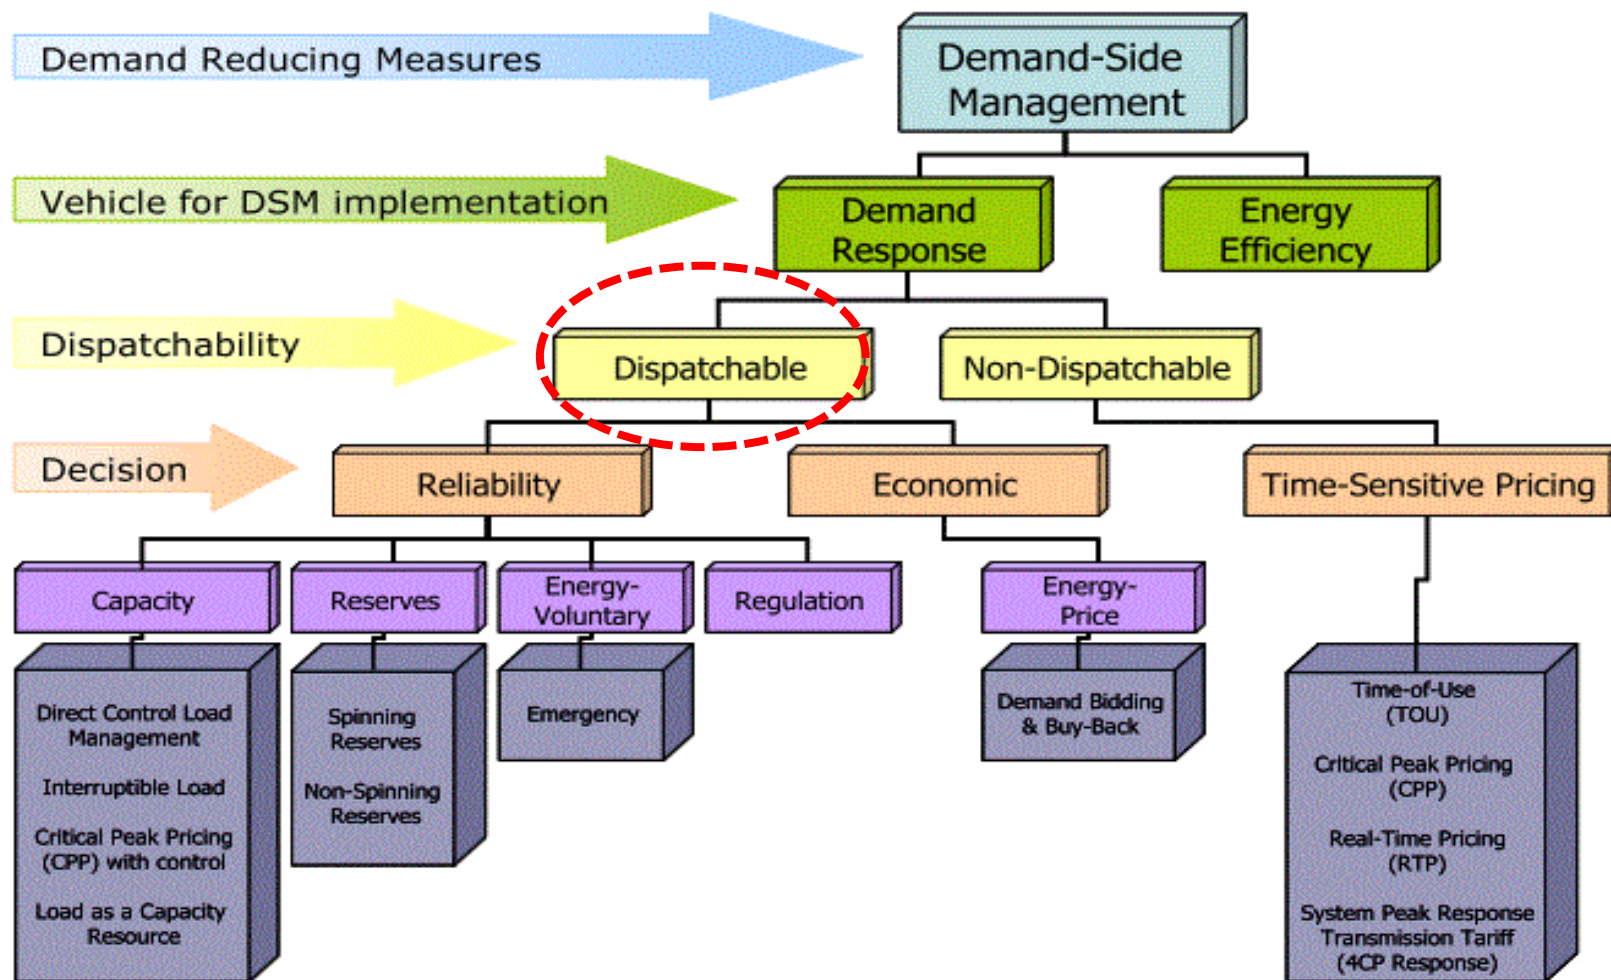 Demand Reducing Measures
Demand-Side
Management
Vehicle for DSM implementation
Demand
Response
Energy
Efficiency
Dispatchability
Dispatchable
Non-Dispatchable
Decision
Reliability
Economic
Time-Sensitive Pricing
Capacity
Reserves
Energy-
Voluntary
Regulation
Energy-
Price
Direct Control Load
Management
Interruptible Load
Critical Peak Pricing
(CPP) with control
Load as a Capacity
Resource
Spinning
Reserves
Non-Spinning
Reserves
Emergency
Demand Bidding
& Buy-Back
Time-of-Use
(TOU)
Critical Peak Pricing
(CPP)
Real-Time Pricing
(RTP)
System Peak Response
Transmission Tariff
(4CP Response)